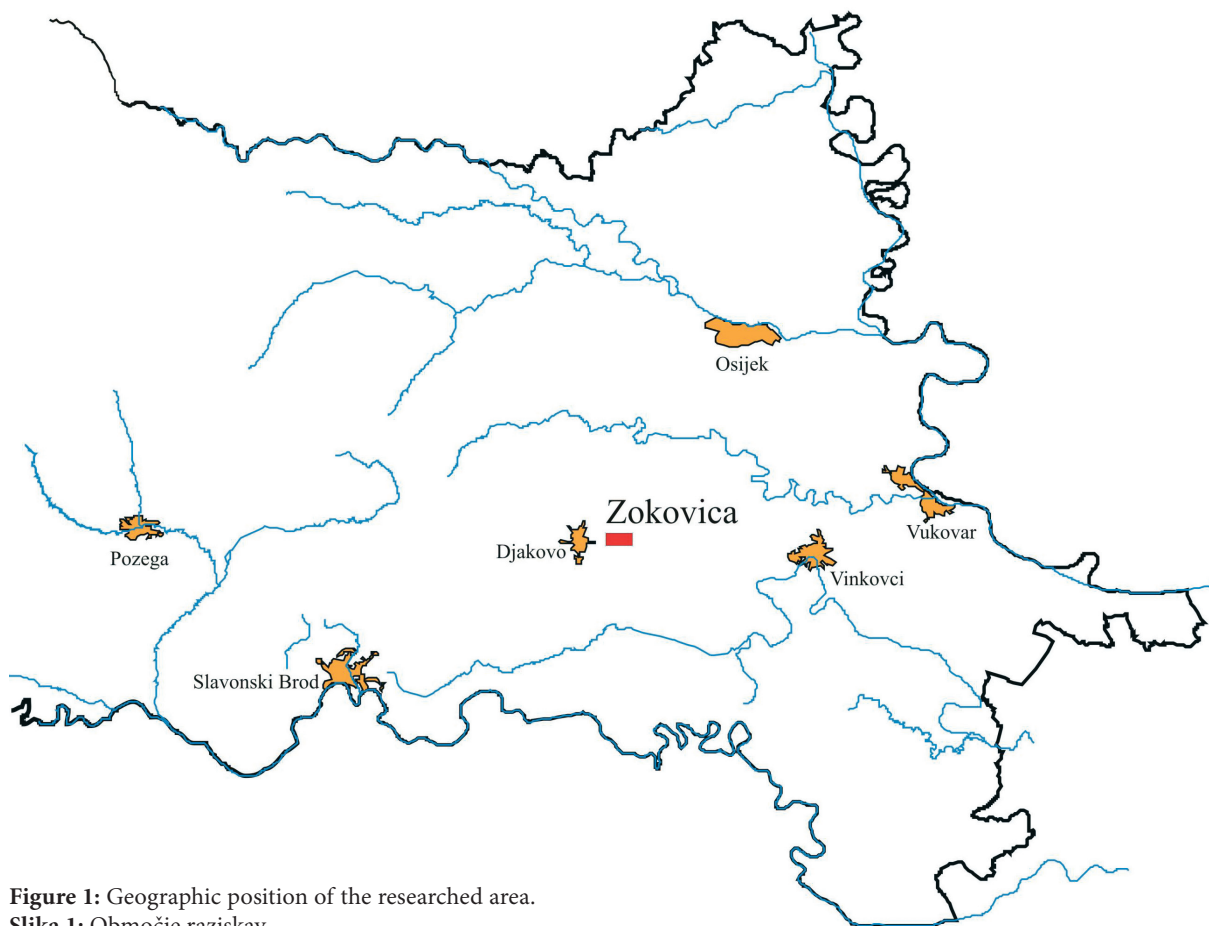 Osijek
Zokovica
Vukovar
Pozega
Djakovo
Vinkovci
Slavonski Brod
Figure 1: Geographic position of the researched area.
Slika 1: Območje raziskav.